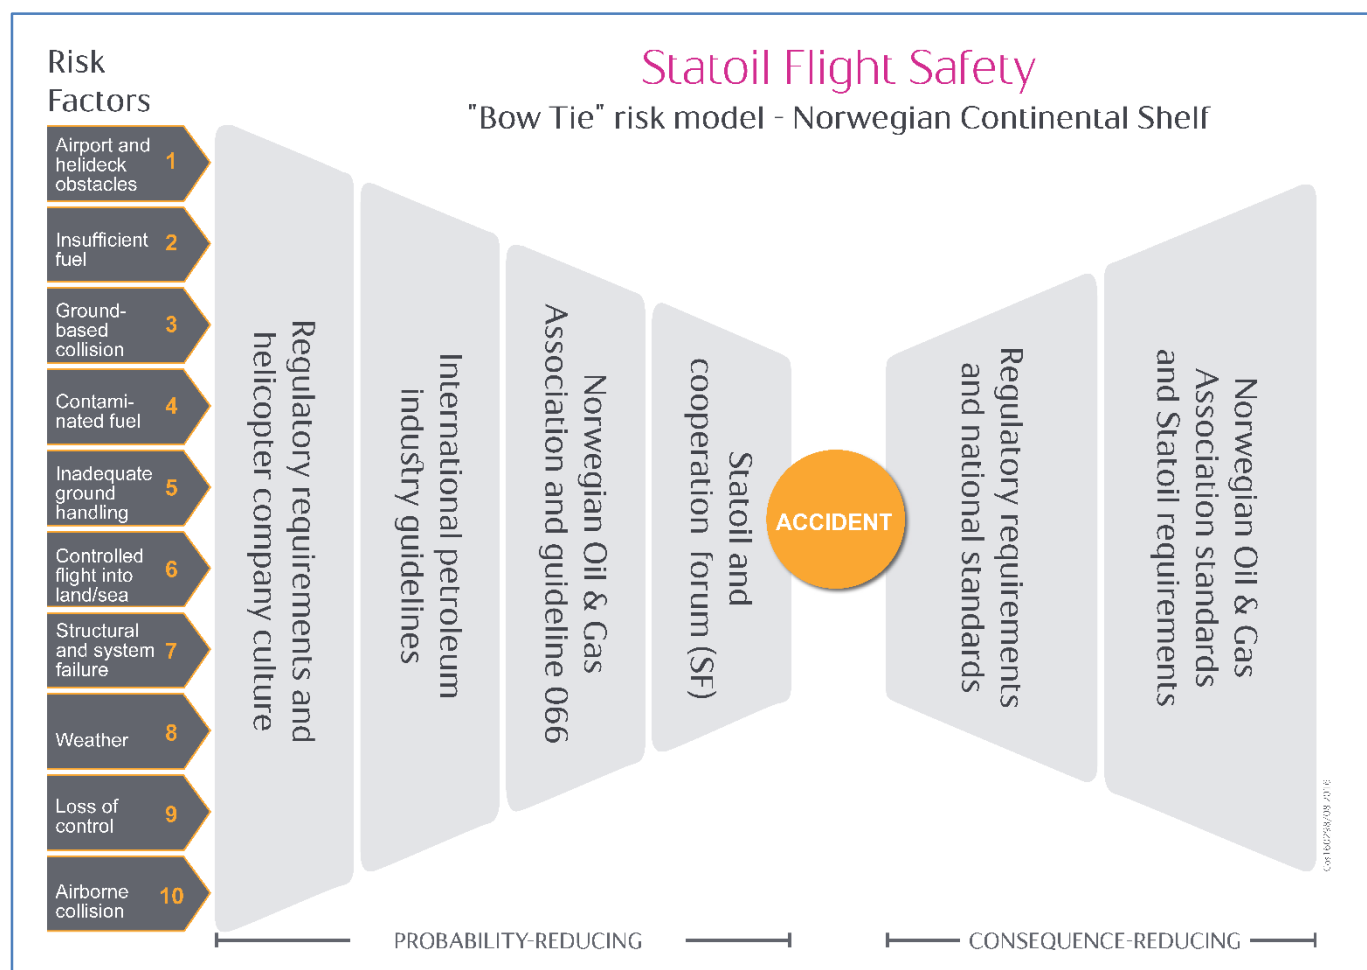 Risk
Factors
Statoil Flight Safety
"Bow Tie" risk model - Norwegian Continental Shelf
Airport and
helideck
obstacles
1
Insufficient
fuel
2
Ground-
based
collision
3
Contami-
nated fuel
4
Inadequate
ground
handling
5
Controlled
flight into
land/sea
6
Structural
and system
failure
7
Weather
8
Loss of
control
9
Airborne
collision
10
Regulatory requirements and
helicopter company culture
International petroleum
industry guidelines
Norwegian Oil & Gas
Association and guideline 066
Statoil and
cooperation forum (SF)
ACCIDENT
Regulatory requirements
and national standards
Norwegian Oil & Gas
Association standards
and Statoil requirements
PROBABILITY-REDUCING
CONSEQUENCE-REDUCING